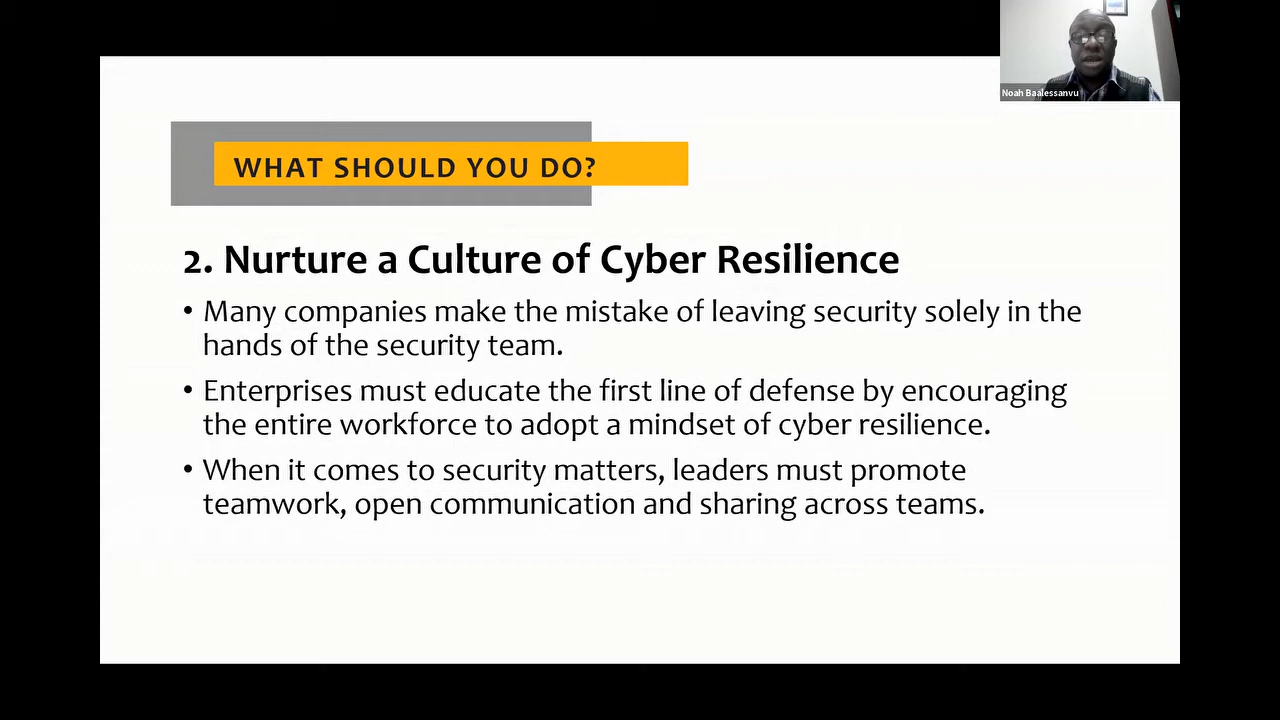 Noah Baalessanvu
WHAT SHOULD YOU DO?
2. Nurture a Culture of Cyber Resilience
• Many companies make the mistake of leaving security solely in the
hands of the security team.
• Enterprises must educate the first line of defense by encouraging
the entire workforce to adopt a mindset of cyber resilience.
• When it comes to security matters, leaders must promote
teamwork, open communication and sharing across teams.